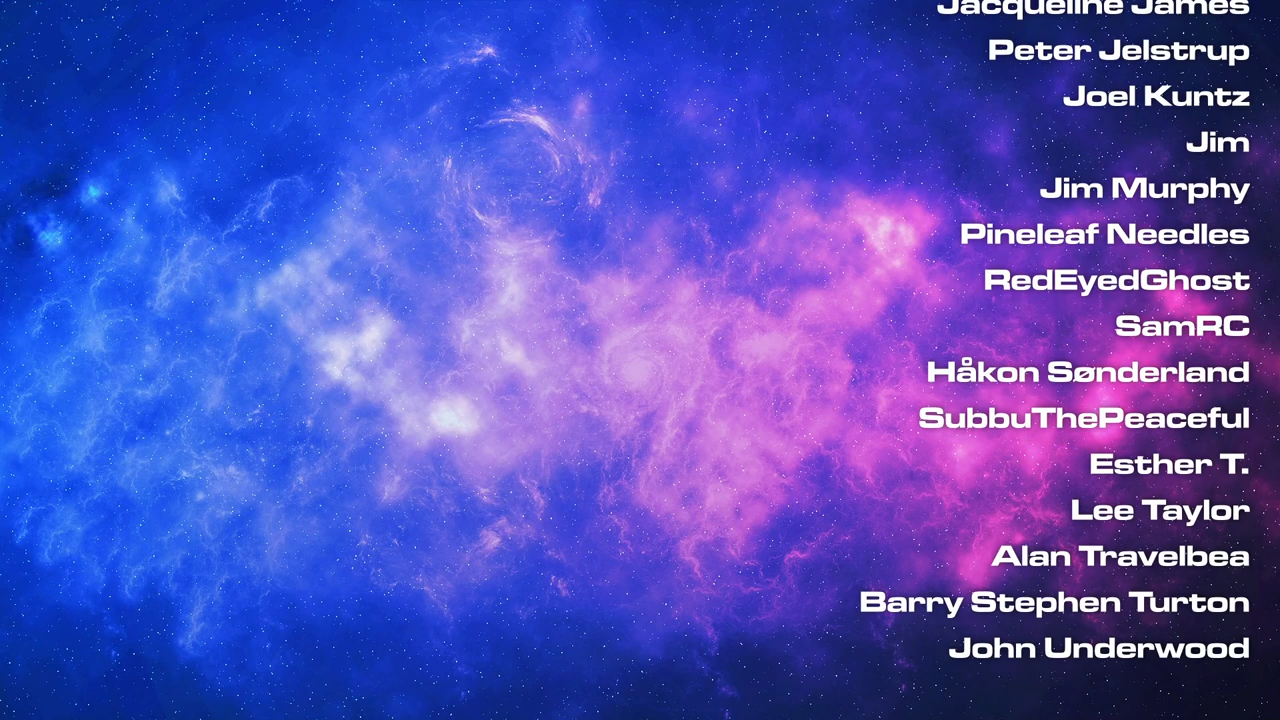 Jacqueline James
Peter Jelstrup
Joel Kuntz
Jim
Jim Murphy
Pineleaf Needles
RedEyedGhost
SamRC
Håkon Sønderland
SubbuThePeaceful
Esther T.
Lee Taylor
Alan Travelbea
Barry Stephen Turton
John Underwood